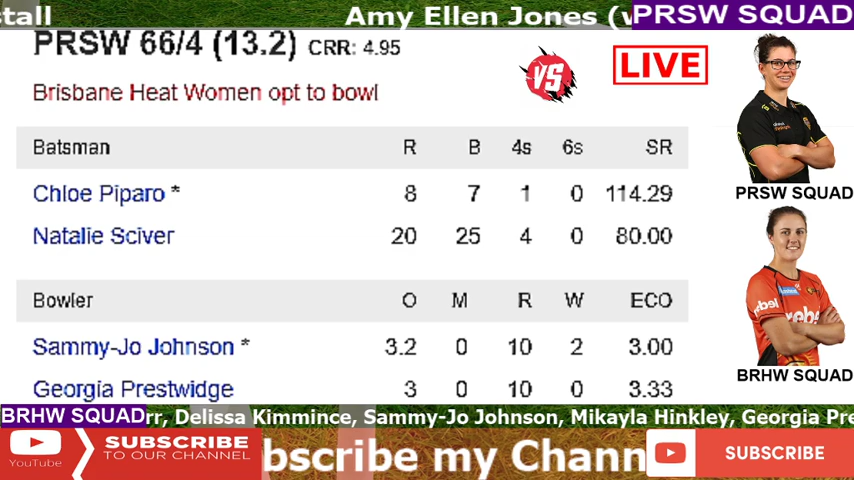 tall Amy Ellen Jones (w PRSW SQUAD
PRSW 66/4 (13.2) CRR: 4.95
VS
LIVE
Brisbane Heat Women opt to bowl
Batsman R B 4s 6s SR
Chloe Piparo * 8 7 1 0 114.29
Natalie Sciver 20 25 4 0 80.00
PRSW SQUAD
Bowler O M R W ECO
Sammy-Jo Johnson * 3.2 0 10 2 3.00
Georgia Prestwidge 3 0 10 0 3.33
BRHW SQUAD
BRHW SQUAD rr, Delissa Kimmince, Sammy-Jo Johnson, Mikayla Hinkley, Georgia Pre
YouTube
SUBSCRIBE
TO OUR CHANNEL
bscribe my Chann
SUBSCRIBE